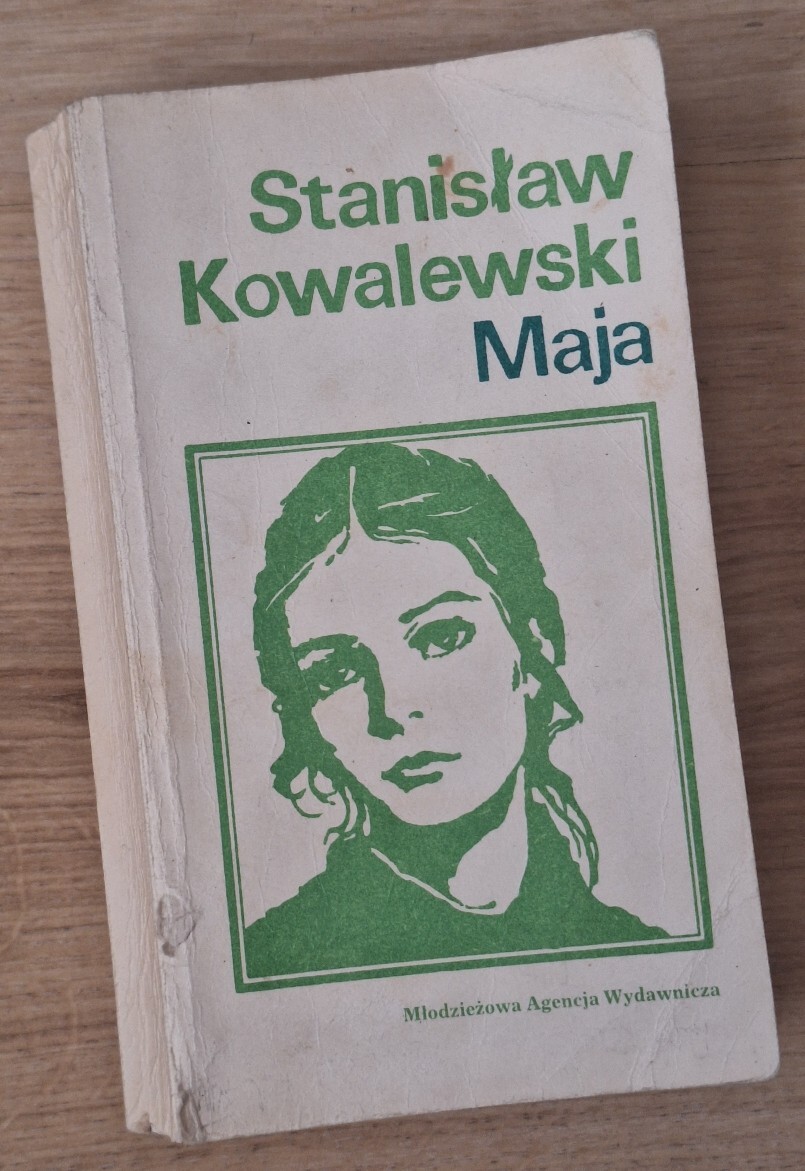 Stanisław
Kowalewski
Maja
Młodzieżowa Agencja Wydawnicza